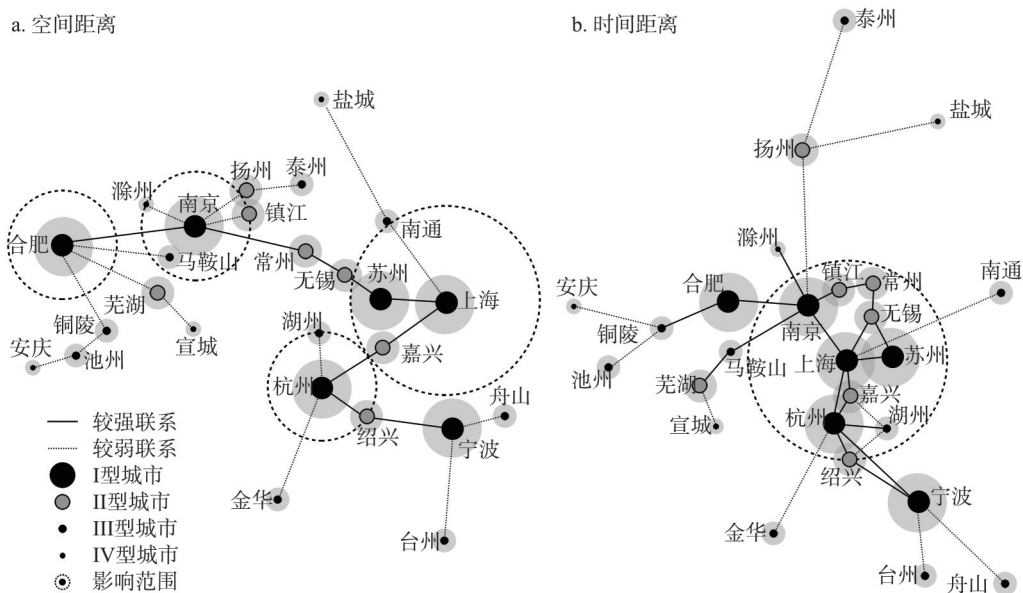 a. 空间距离
盐城
扬州
泰州
滁州
南京
镇江
南通
合肥
马鞍山
常州
无锡
苏州
上海
芜湖
湖州
铜陵
宣城
嘉兴
安庆
池州
杭州
舟山
绍兴
宁波
金华
台州
较强联系
较弱联系
I型城市
II型城市
III型城市
IV型城市
影响范围
b. 时间距离
泰州
盐城
扬州
滁州
南通
镇江
常州
合肥
安庆
无锡
铜陵
南京
苏州
上海
马鞍山
池州
芜湖
嘉兴
湖州
杭州
宣城
绍兴
宁波
金华
台州
舟山